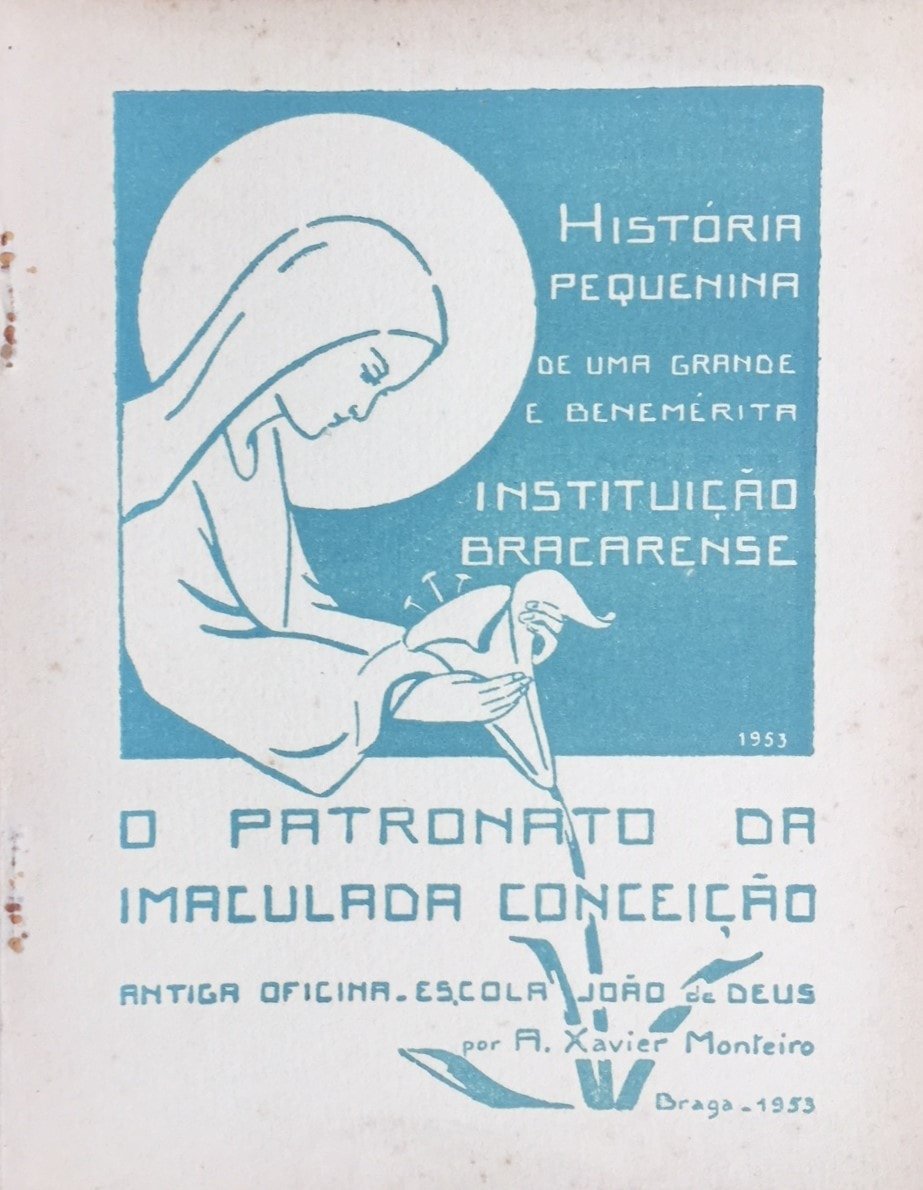 HISTÓRIA
PEQUENINA
DE UMA GRANDE
E BENEMÉRITA
INSTITUIÇÃO
BRACARENSE
1953
O PATRONATO DA
IMACULADA CONCEIÇÃO
ANTIGA OFICINA-ESCOLA JOÃO de DEUS
por A. Xavier Monteiro
Braga-1953